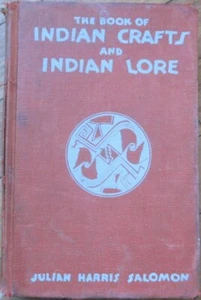 THE BOOK OF
INDIAN CRAFTS
AND
INDIAN LORE
JULIAN HARRIS SALOMON